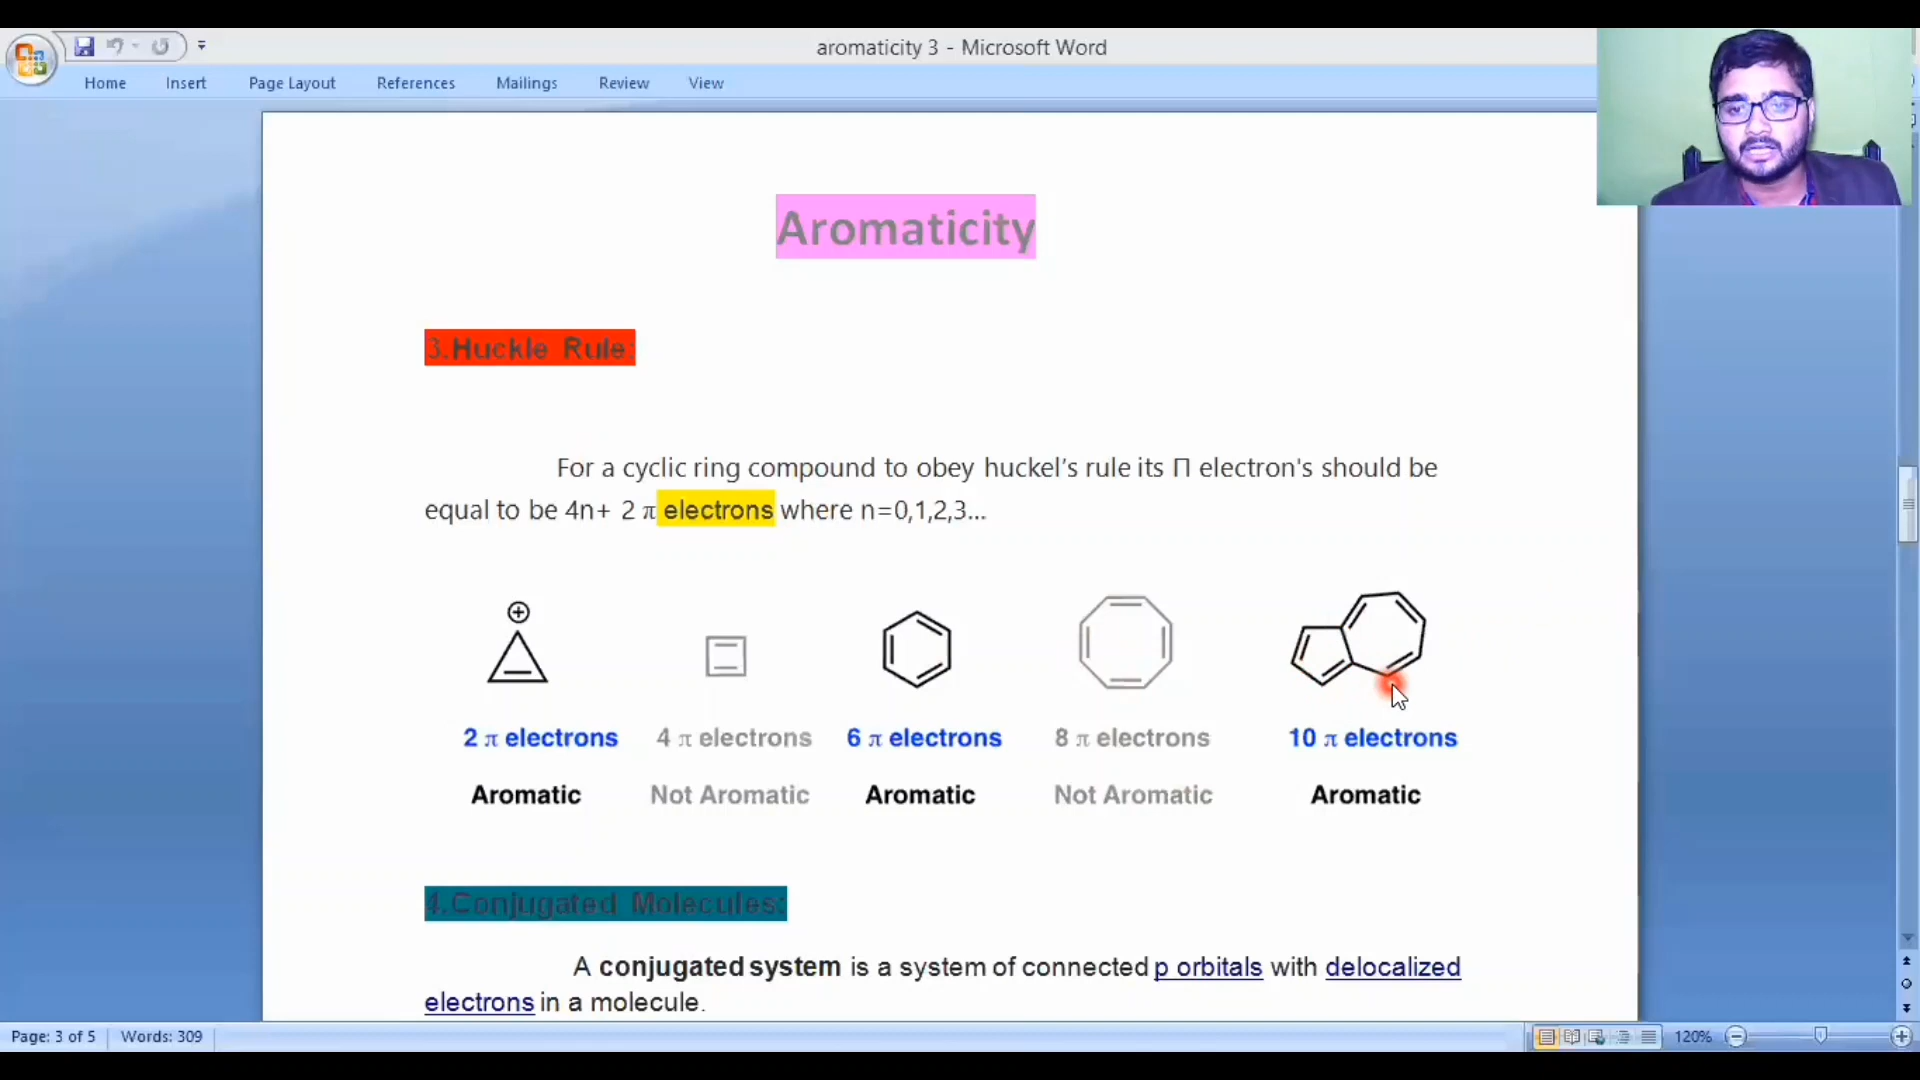 aromaticity 3 - Microsoft Word
Home Insert Page Layout References Mailings Review View
Aromaticity
3.Huckle Rule:
For a cyclic ring compound to obey huckel’s rule its Π electron's should be
equal to be 4n+ 2 π electrons where n=0,1,2,3...
2 π electrons 4 π electrons 6 π electrons 8 π electrons 10 π electrons
Aromatic Not Aromatic Aromatic Not Aromatic Aromatic
4.Conjugated Molecules:
A conjugated system is a system of connected p orbitals with delocalized
electrons in a molecule.
Page: 3 of 5 Words: 309 120%